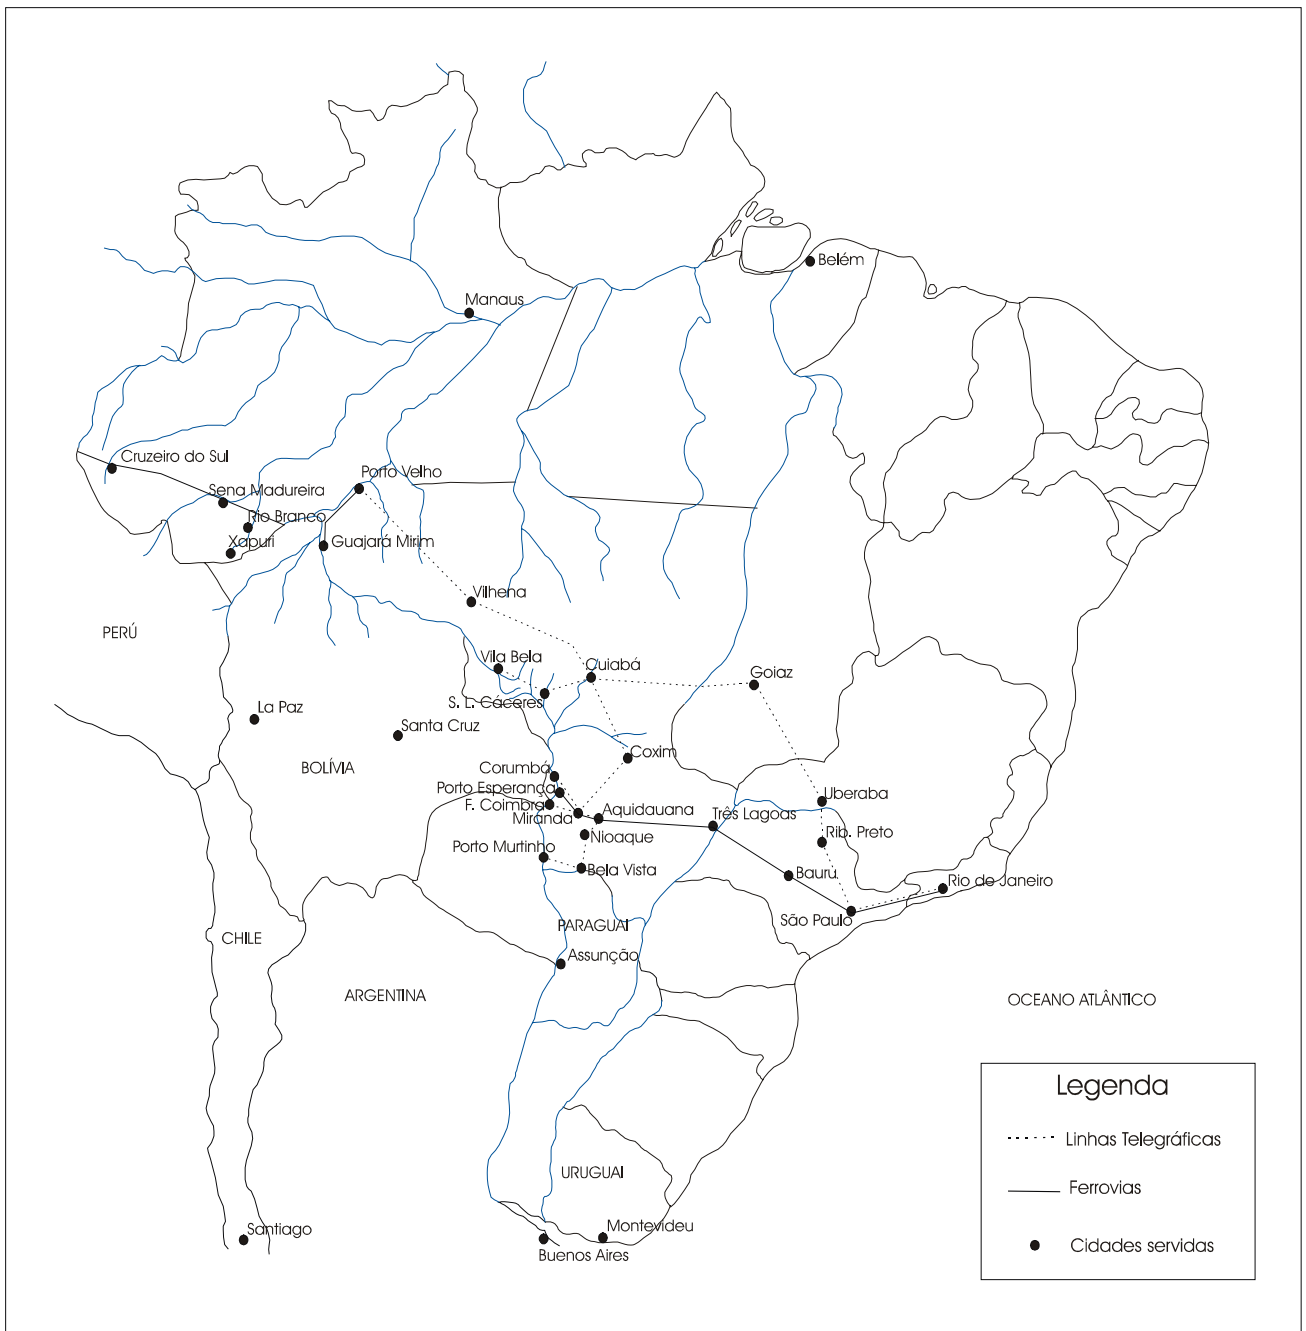 Belém
Manaus
Cruzeiro do Sul
Porto Velho
Sena Madureira
Rio Branco
Xapuri
Guajará Mirim
Vilhena
PERÚ
Vila Bela
Cuiabá
Goiaz
S. L. Cáceres
La Paz
Santa Cruz
Coxim
BOLÍVIA
Corumbá
Porto Esperança
F. Coimbra
Miranda
Aquidauana
Três Lagoas
Uberaba
Nioaque
Rib. Preto
Porto Murtinho
Bela Vista
Bauru
Rio de Janeiro
São Paulo
PARAGUAI
CHILE
Assunção
ARGENTINA
OCEANO ATLÂNTICO
Legenda
Linhas Telegráficas
Ferrovias
Cidades servidas
URUGUAI
Santiago
Montevideu
Buenos Aires